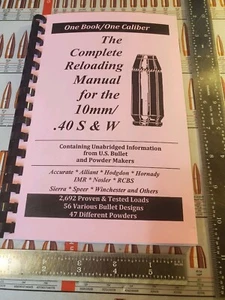 One Book/One Caliber
The
Complete
Reloading
Manual
for the
10mm/
.40 S & W
Containing Unabridged Information
from U.S. Bullet
and Powder Makers
Accurate * Alliant * Hodgdon * Hornady
IMR * Nosler * RCBS
Sierra * Speer * Winchester and Others
2,692 Proven & Tested Loads
56 Various Bullet Designs
47 Different Powders